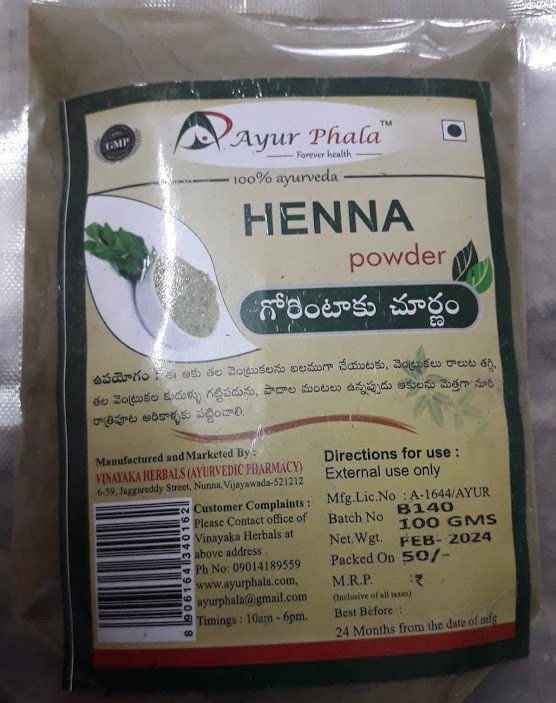 GMP
Ayur Phala™
Forever health
100% ayurveda
HENNA
powder
గోరింటాకు చూర్ణం
ఉపయోగం : ఈ ఆకు తల వెంట్రుకలను బలముగా చేయుటకు, వెంట్రుకలు రాలుట తగ్గి,
తల వెంట్రుకల కుదుళ్ళు గట్టిపడును, పాదాల మంటలు ఉన్నప్పుడు ఆకులను మెత్తగా నూరి
రాత్రిపూట అరికాళ్ళకు పట్టించాలి.
Manufactured and Marketed By :
VINAYAKA HERBALS (AYURVEDIC PHARMACY)
6-59, Jaggareddy Street, Nunna, Vijayawada-521212
Customer Complaints :
Please Contact office of
Vinayaka Herbals at
above address .
Ph No: 09014189559
www.ayurphala.com,
ayurphala@gmail.com
Timings : 10am - 6pm.
8 906164 340162
Directions for use :
External use only
Mfg.Lic.No : A-1644/AYUR
Batch No B140
Net.Wgt. 100 GMS
Packed On FEB- 2024
M.R.P. :₹ 50/-
(Inclusive of all taxes)
Best Before :
24 Months from the date of mfg